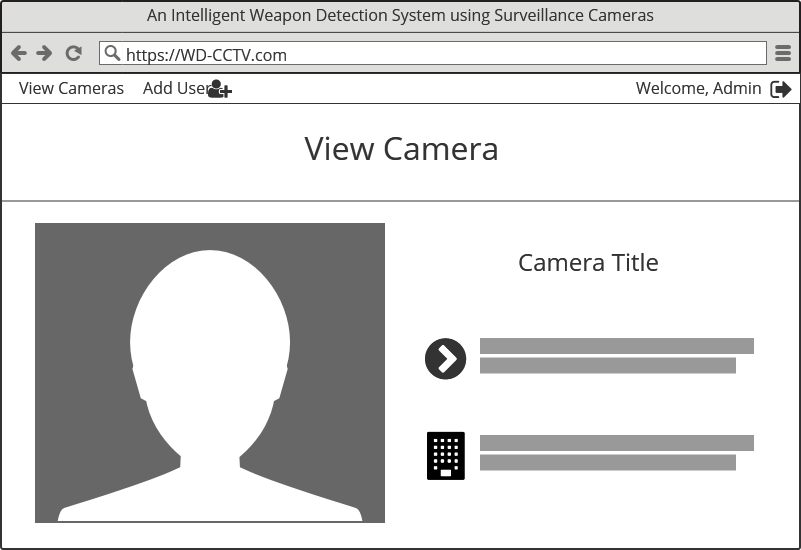 An Intelligent Weapon Detection System using Surveillance Cameras
https://WD-CCTV.com
View Cameras Add User Welcome, Admin
View Camera
Camera Title